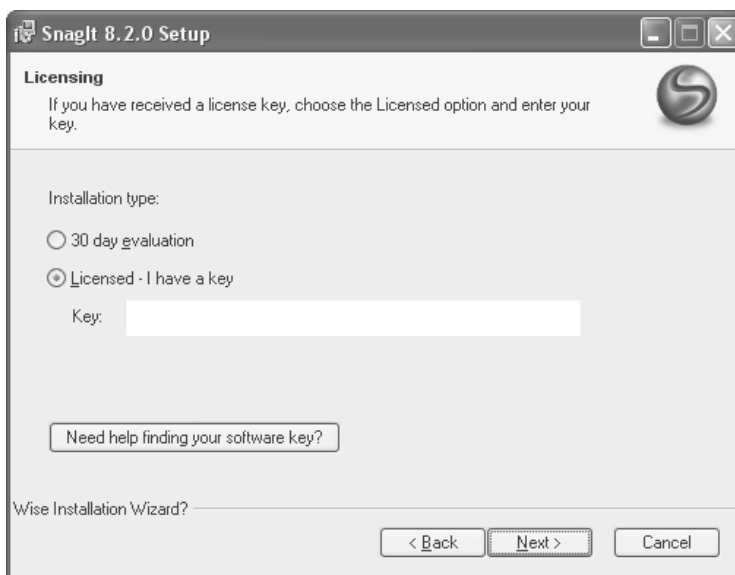 SnagIt 8.2.0 Setup
Licensing
If you have received a license key, choose the Licensed option and enter your
key.
Installation type:
30 day evaluation
Licensed - I have a key
Key:
Need help finding your software key?
Wise Installation Wizard?
< Back Next > Cancel